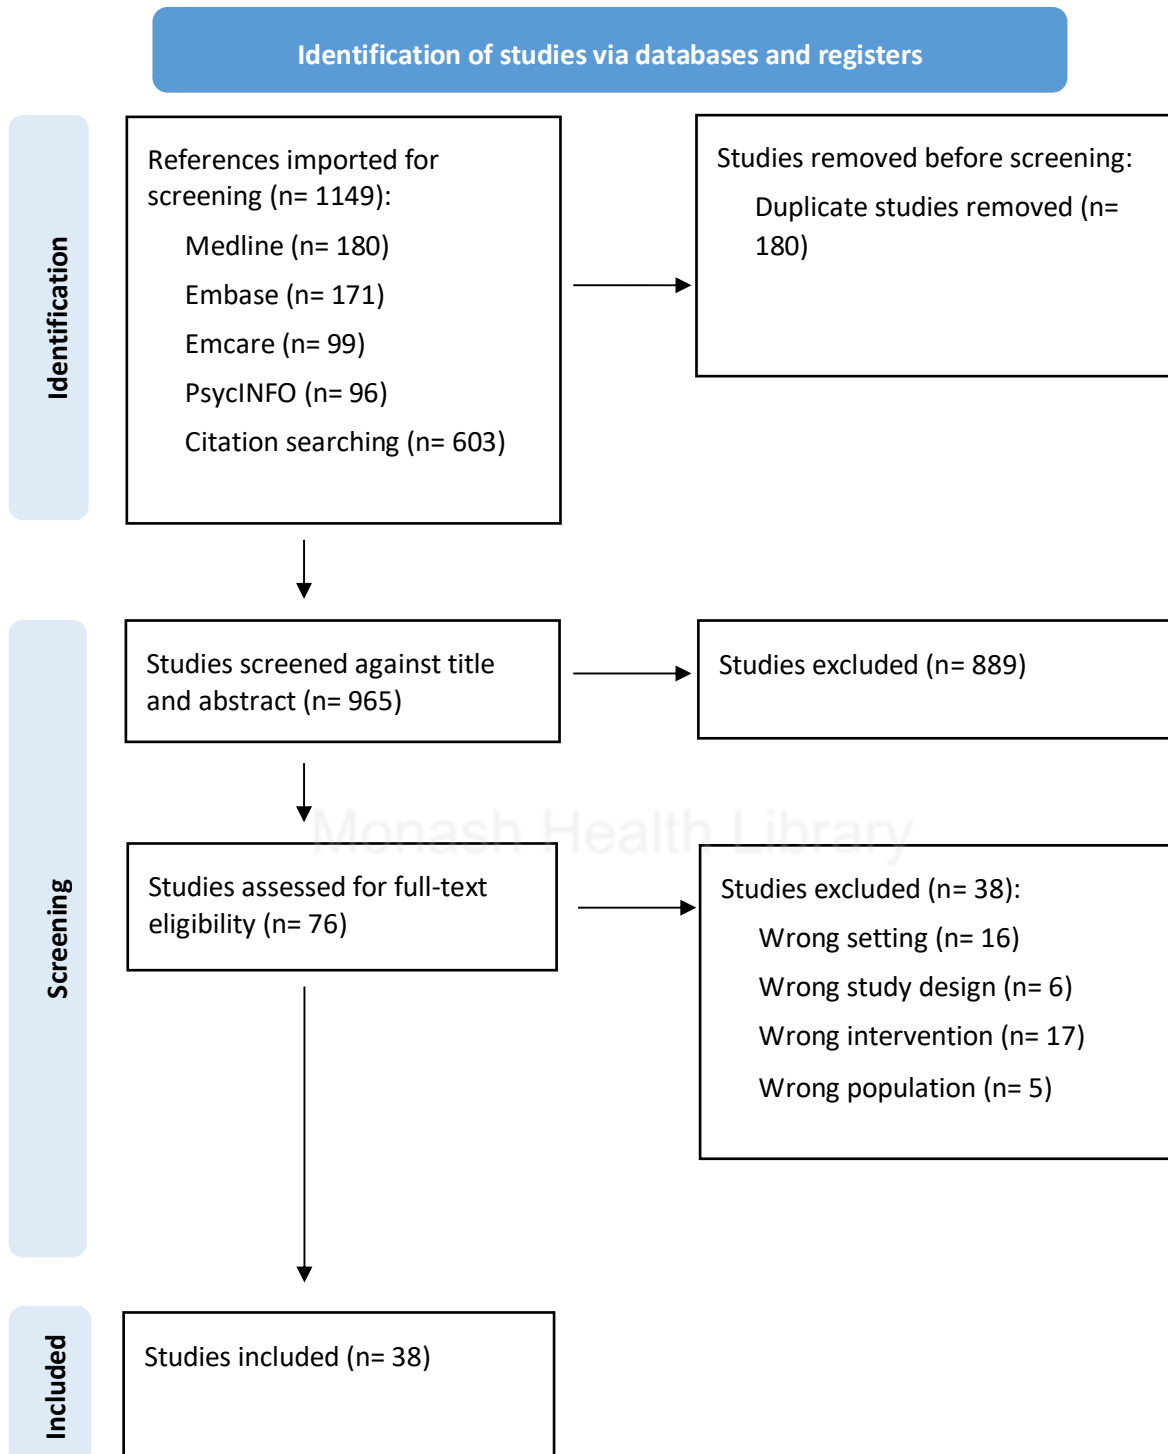 Identification of studies via databases and registers
Identification
References imported for
screening (n= 1149):
Medline (n= 180)
Embase (n= 171)
Emcare (n= 99)
PsycINFO (n= 96)
Citation searching (n= 603)
Studies removed before screening:
Duplicate studies removed (n=
180)
Screening
Studies screened against title
and abstract (n= 965)
Studies excluded (n= 889)
Monash Health Library
Studies assessed for full-text
eligibility (n= 76)
Studies excluded (n= 38):
Wrong setting (n= 16)
Wrong study design (n= 6)
Wrong intervention (n= 17)
Wrong population (n= 5)
Included
Studies included (n= 38)